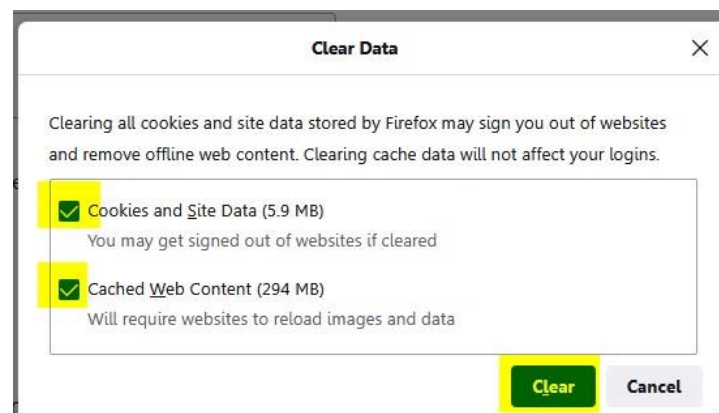 Clear Data
Clearing all cookies and site data stored by Firefox may sign you out of websites
and remove offline web content. Clearing cache data will not affect your logins.
Cookies and Site Data (5.9 MB)
You may get signed out of websites if cleared
Cached Web Content (294 MB)
Will require websites to reload images and data
Clear Cancel